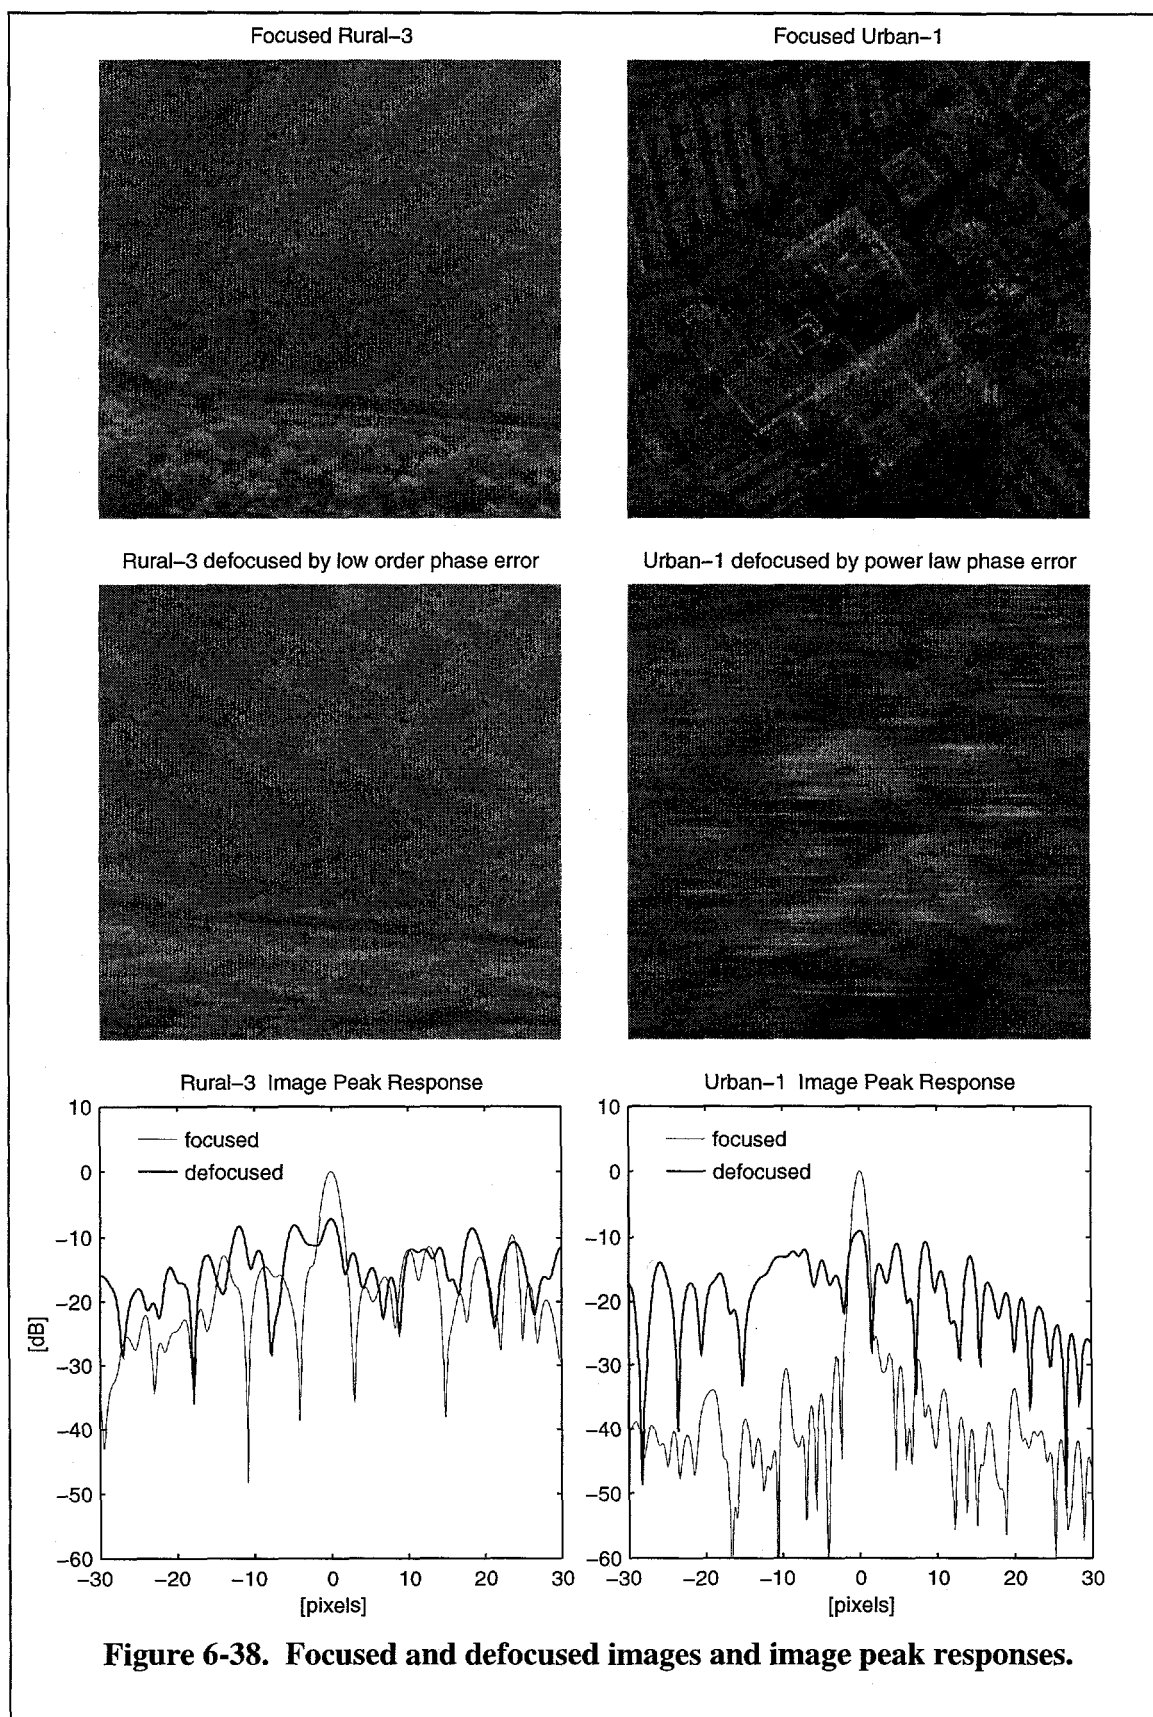 Focused Rural-3
Focused Urban-1
Rural-3 defocused by low order phase error
Urban-1 defocused by power law phase error
Rural-3 Image Peak Response
10
0
-10
-20
-30
-40
-50
-60
[dB]
focused
defocused
-30 -20 -10 0 10 20 30
[pixels]
Urban-1 Image Peak Response
10
0
-10
-20
-30
-40
-50
-60
focused
defocused
-30 -20 -10 0 10 20 30
[pixels]
Figure 6-38. Focused and defocused images and image peak responses.